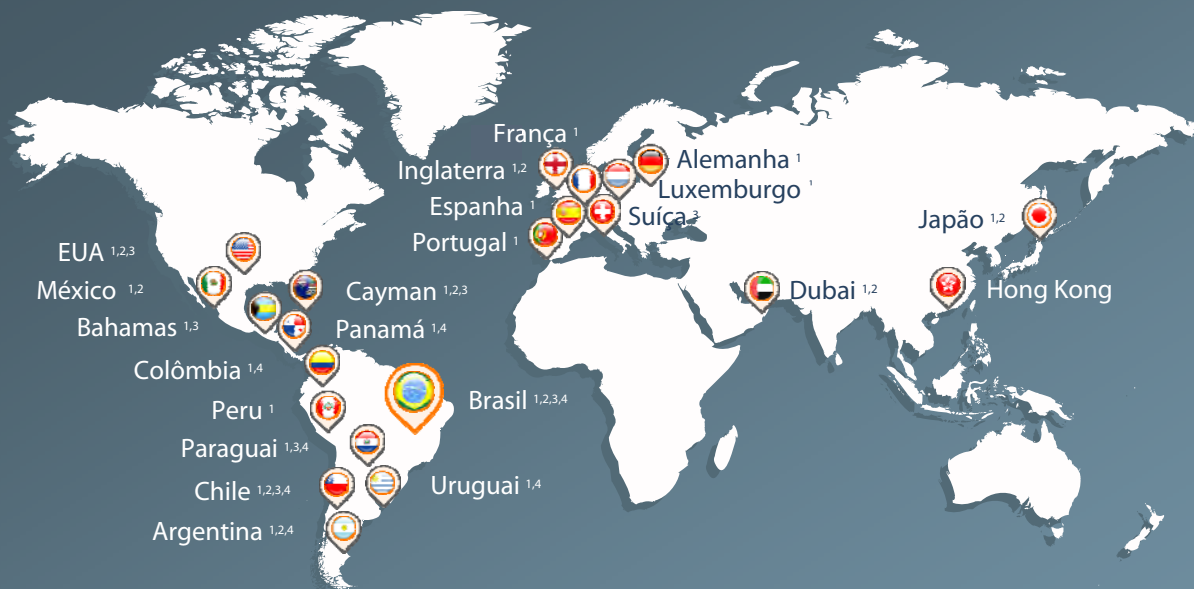 França ¹
Inglaterra ¹,²
Alemanha ¹
Luxemburgo ¹
Espanha ¹
Suíça ³
Portugal ¹
Japão ¹,²
EUA ¹,²,³
México ¹,²
Cayman ¹,²,³
Dubai ¹,²
Hong Kong
Bahamas ¹,³
Panamá ¹,⁴
Colômbia ¹,⁴
Peru ¹
Brasil ¹,²,³,⁴
Paraguai ¹,³,⁴
Chile ¹,²,³,⁴
Uruguai ¹,⁴
Argentina ¹,²,⁴